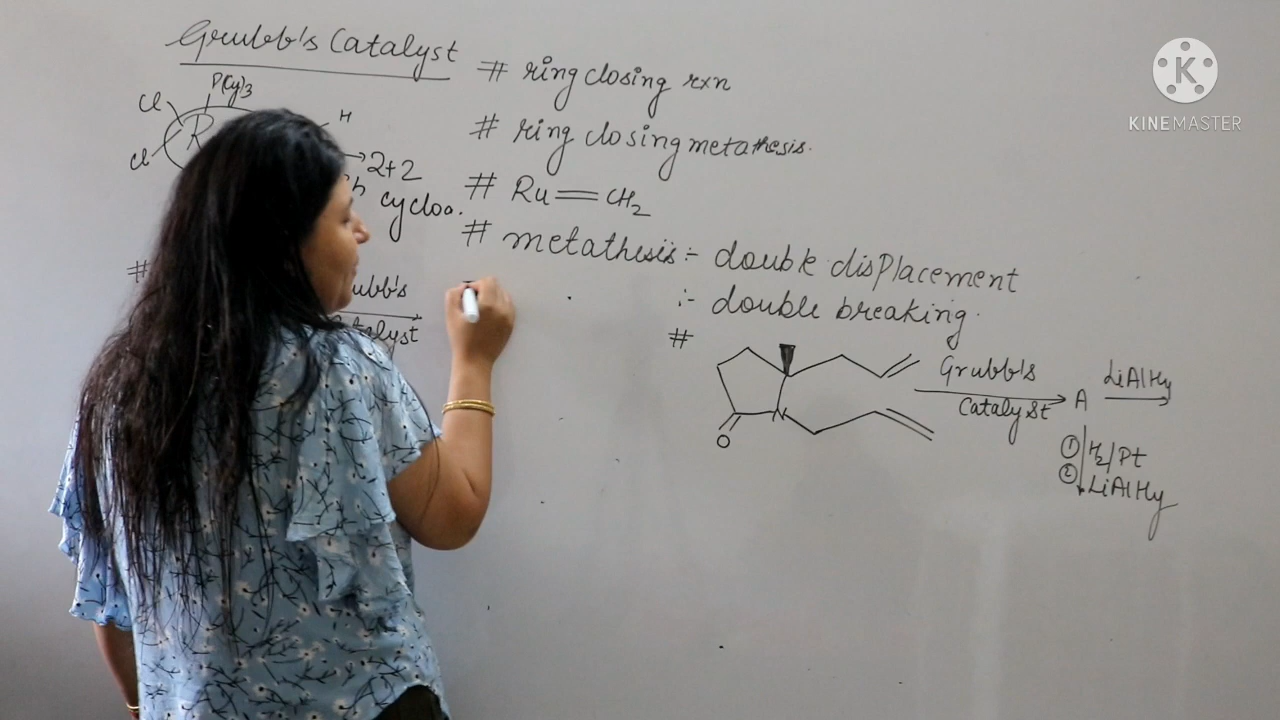 Grubb's Catalyst
P(Cy)3
Cl
Cl
R
H
→ 2+2
cycloa.
# ring closing rxn
# ring closing metathesis.
# Ru=CH2
# metathesis :- double displacement
:- double breaking.
#
ubb's
talyst
#
N
O
Grubb's
Catalyst
A
LiAlH4
① H2/Pt
② LiAlH4
K
KINEMASTER